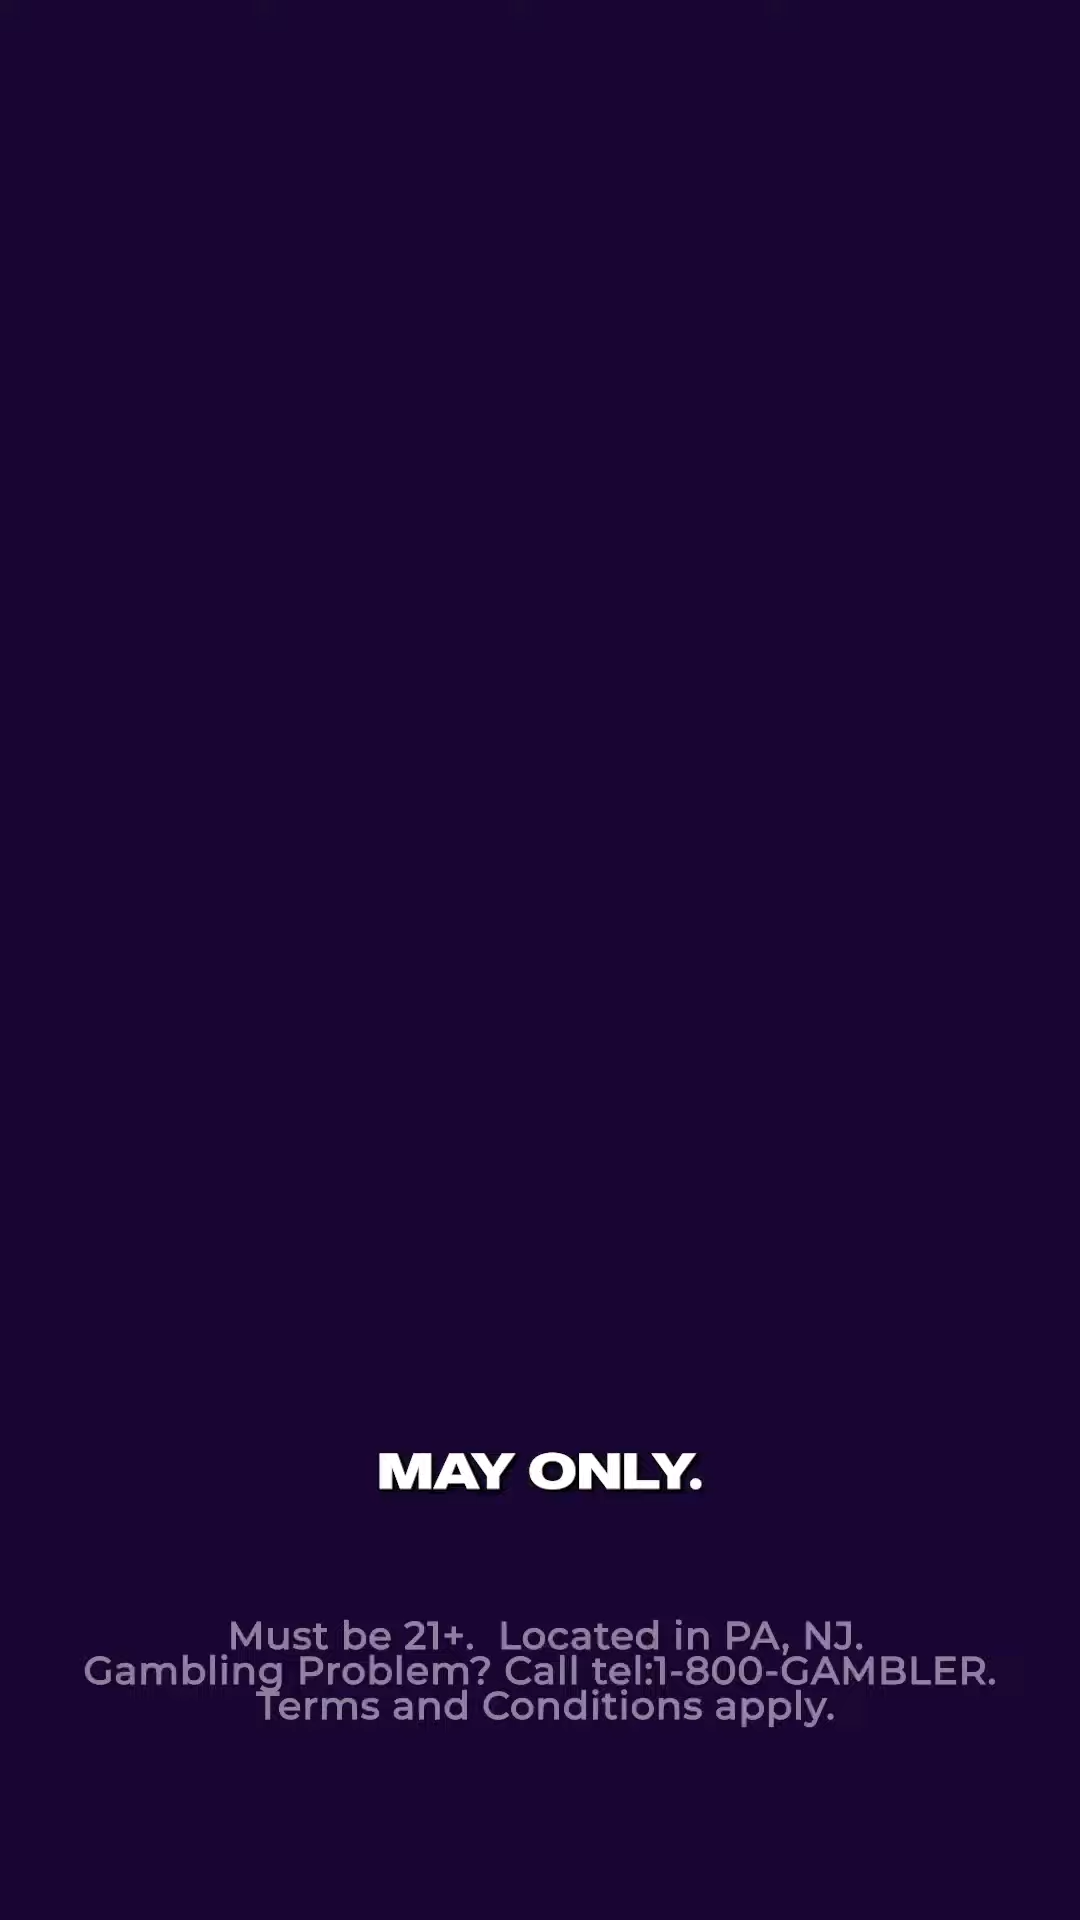 MAY ONLY.
Must be 21+. Located in PA, NJ.
Gambling Problem? Call tel:1-800-GAMBLER.
Terms and Conditions apply.